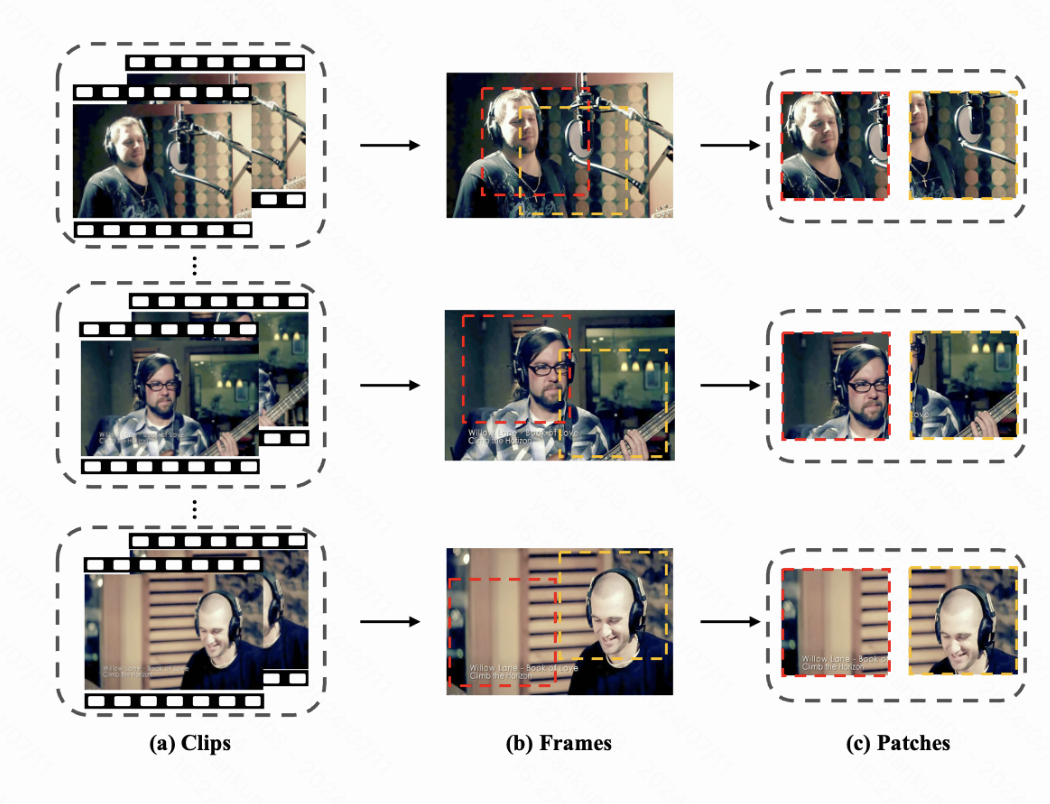 Willow Lane - Book of Love
Climb the Horizon
Willow Lane - Book of Love
Climb the Horizon
Willow Lane - Book of Love
Climb the Horizon
Willow Lane - Book of Love
Climb the Horizon
Willow Lane - Book o
Climb the Horizon
(a) Clips
(b) Frames
(c) Patches